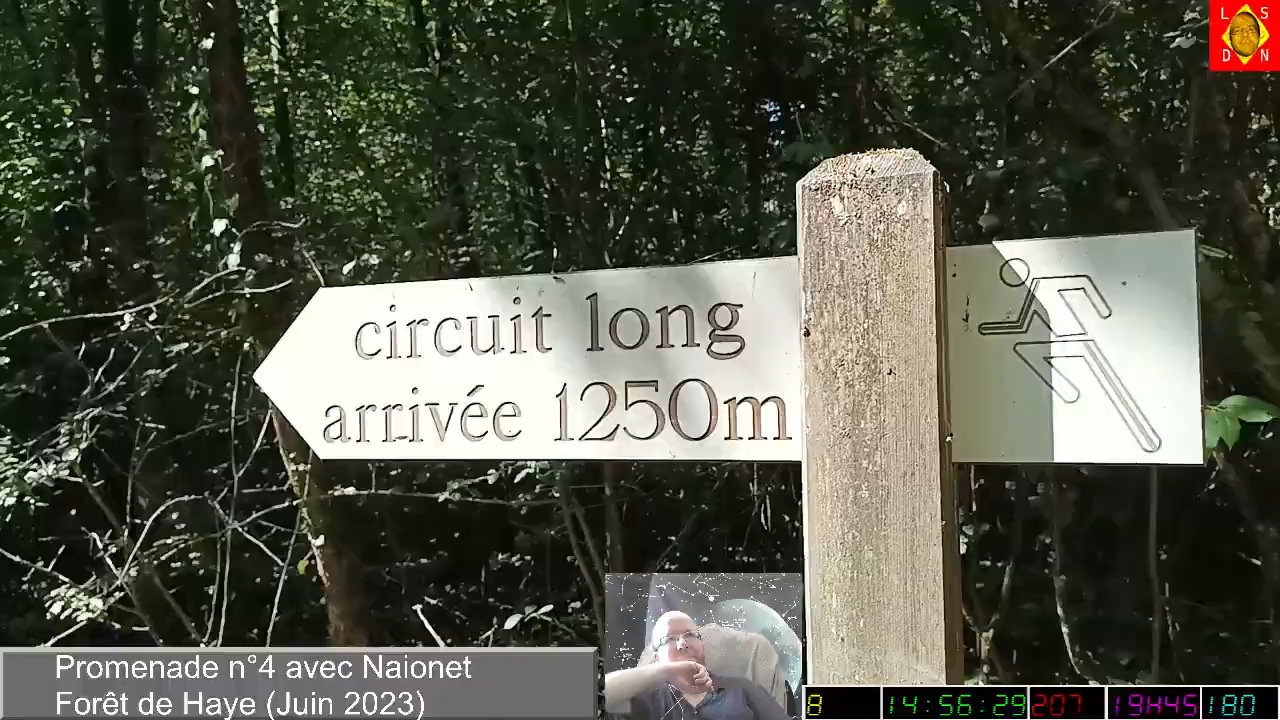 L S
D N
circuit long
arrivée 1250m
Promenade n°4 avec Naionet
Forêt de Haye (Juin 2023)
8 14:56:29 207 19H45 180